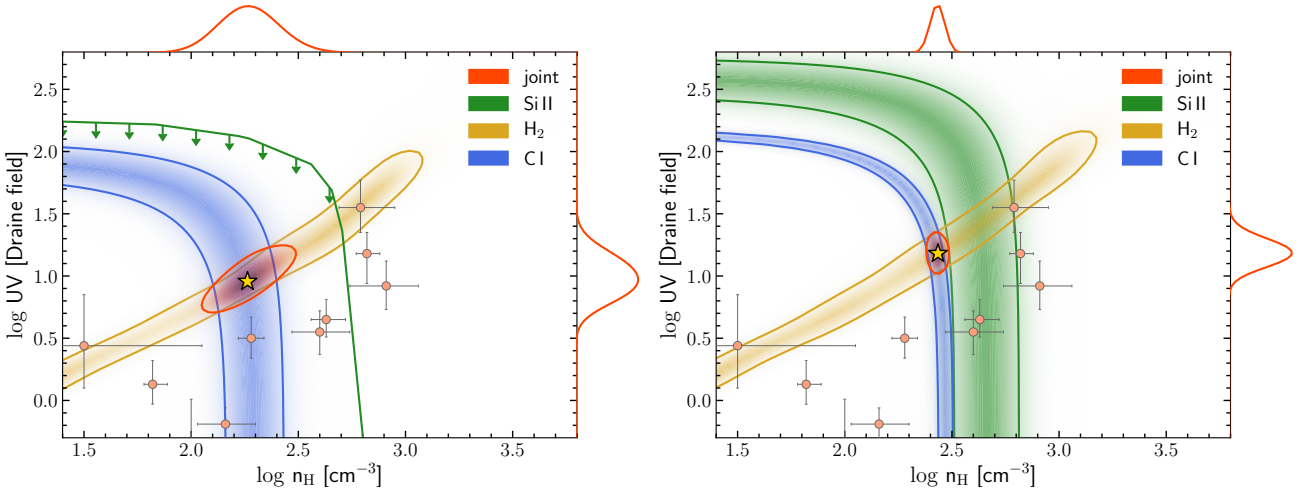 joint
Si II
H₂
C I
log UV [Draine field]
2.5
2.0
1.5
1.0
0.5
0.0
1.5 2.0 2.5 3.0 3.5
log n_H [cm⁻³]
joint
Si II
H₂
C I
log UV [Draine field]
2.5
2.0
1.5
1.0
0.5
0.0
1.5 2.0 2.5 3.0 3.5
log n_H [cm⁻³]